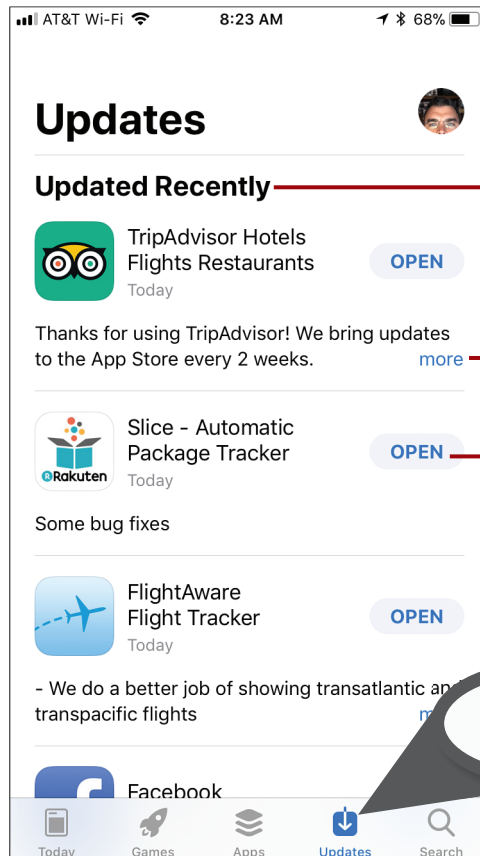 AT&T Wi-Fi 8:23 AM 68%
Updates
Updated Recently
TripAdvisor Hotels
Flights Restaurants
Today
OPEN
Thanks for using TripAdvisor! We bring updates
to the App Store every 2 weeks. more
Rakuten
Slice - Automatic
Package Tracker
Today
OPEN
Some bug fixes
FlightAware
Flight Tracker
Today
OPEN
- We do a better job of showing transatlantic and
transpacific flights
Facebook
Today Games Apps Updates Search